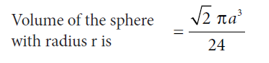 Volume of the sphere
with radius r is = √2 πa³ / 24